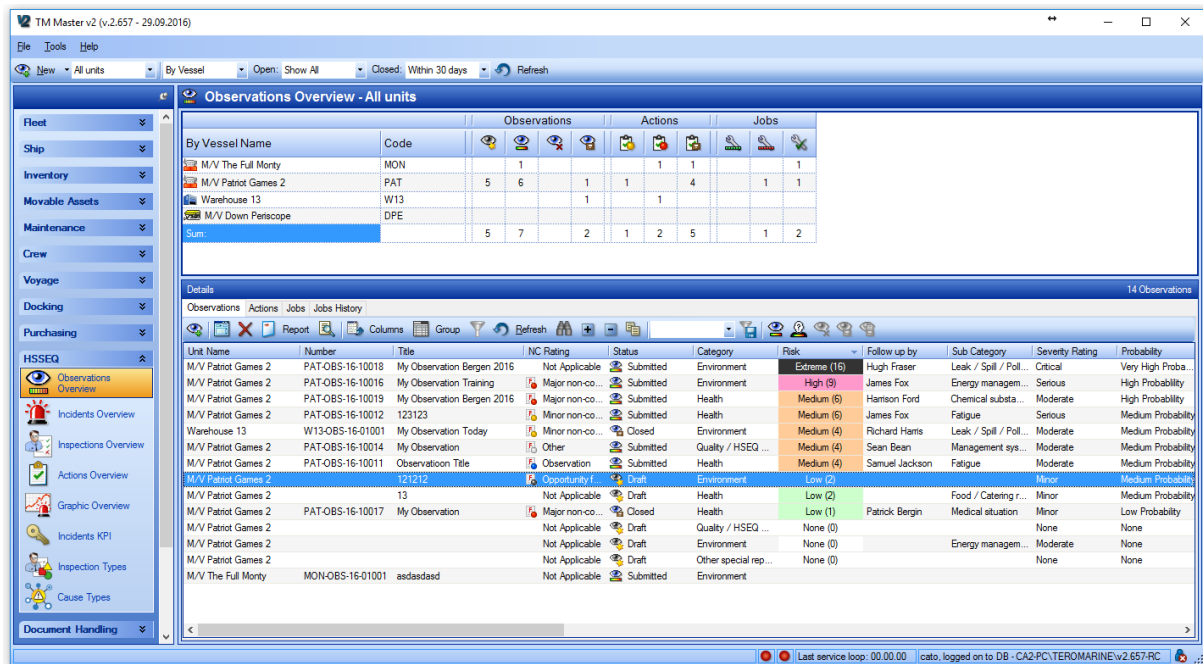 TM Master v2 (v.2.657 - 29.09.2016)
File Tools Help
New All units By Vessel Open: Show All Closed: Within 30 days Refresh
Observations Overview - All units
Fleet
Ship
Inventory
Movable Assets
Maintenance
Crew
Voyage
Docking
Purchasing
HSSEQ
Observations
Overview
Incidents Overview
Inspections Overview
Actions Overview
Graphic Overview
Incidents KPI
Inspection Types
Cause Types
Document Handling
Observations Actions Jobs
By Vessel Name Code
M/V The Full Monty MON 1 1 1 1
M/V Patriot Games 2 PAT 5 6 1 1 4 1 1
Warehouse 13 W13 1 1
M/V Down Periscope DPE
Sum: 5 7 2 1 2 5 1 2
Details 14 Observations
Observations Actions Jobs Jobs History
Report Columns Group Refresh
Unit Name Number Title NC Rating Status Category Risk Follow up by Sub Category Severity Rating Probability
M/V Patriot Games 2 PAT-OBS-16-10018 My Observation Bergen 2016 Not Applicable Submitted Environment Extreme (16) Hugh Fraser Leak / Spill / Poll... Critical Very High Proba...
M/V Patriot Games 2 PAT-OBS-16-10016 My Observation Training Major non-co... Submitted Environment High (9) James Fox Energy managem... Serious High Probability
M/V Patriot Games 2 PAT-OBS-16-10019 My Observation Bergen 2016 Major non-co... Submitted Health Medium (6) Harrison Ford Chemical substa... Moderate High Probability
M/V Patriot Games 2 PAT-OBS-16-10012 123123 Minor non-co... Submitted Health Medium (6) James Fox Fatigue Serious Medium Probability
Warehouse 13 W13-OBS-16-01001 My Observation Today Minor non-co... Closed Environment Medium (4) Richard Harris Leak / Spill / Poll... Moderate Medium Probability
M/V Patriot Games 2 PAT-OBS-16-10014 My Observation Other Submitted Quality / HSEQ ... Medium (4) Sean Bean Management sys... Moderate Medium Probability
M/V Patriot Games 2 PAT-OBS-16-10011 Observatioon Title Observation Submitted Health Medium (4) Samuel Jackson Fatigue Moderate Medium Probability
M/V Patriot Games 2 121212 Opportunity f... Draft Environment Low (2) Minor Medium Probability
M/V Patriot Games 2 13 Not Applicable Draft Health Low (2) Food / Catering r... Minor Medium Probability
M/V Patriot Games 2 PAT-OBS-16-10017 My Observation Major non-co... Closed Health Low (1) Patrick Bergin Medical situation Minor Low Probability
M/V Patriot Games 2 Not Applicable Draft Quality / HSEQ ... None (0) None None
M/V Patriot Games 2 Not Applicable Draft Environment None (0) Energy managem... Moderate None
M/V Patriot Games 2 Not Applicable Draft Other special rep... None (0) None None
M/V The Full Monty MON-OBS-16-01001 asdasdasd Not Applicable Submitted Environment
Last service loop: 00.00.00 cato, logged on to DB - CA2-PC\TEROMARINE\v2.657-RC